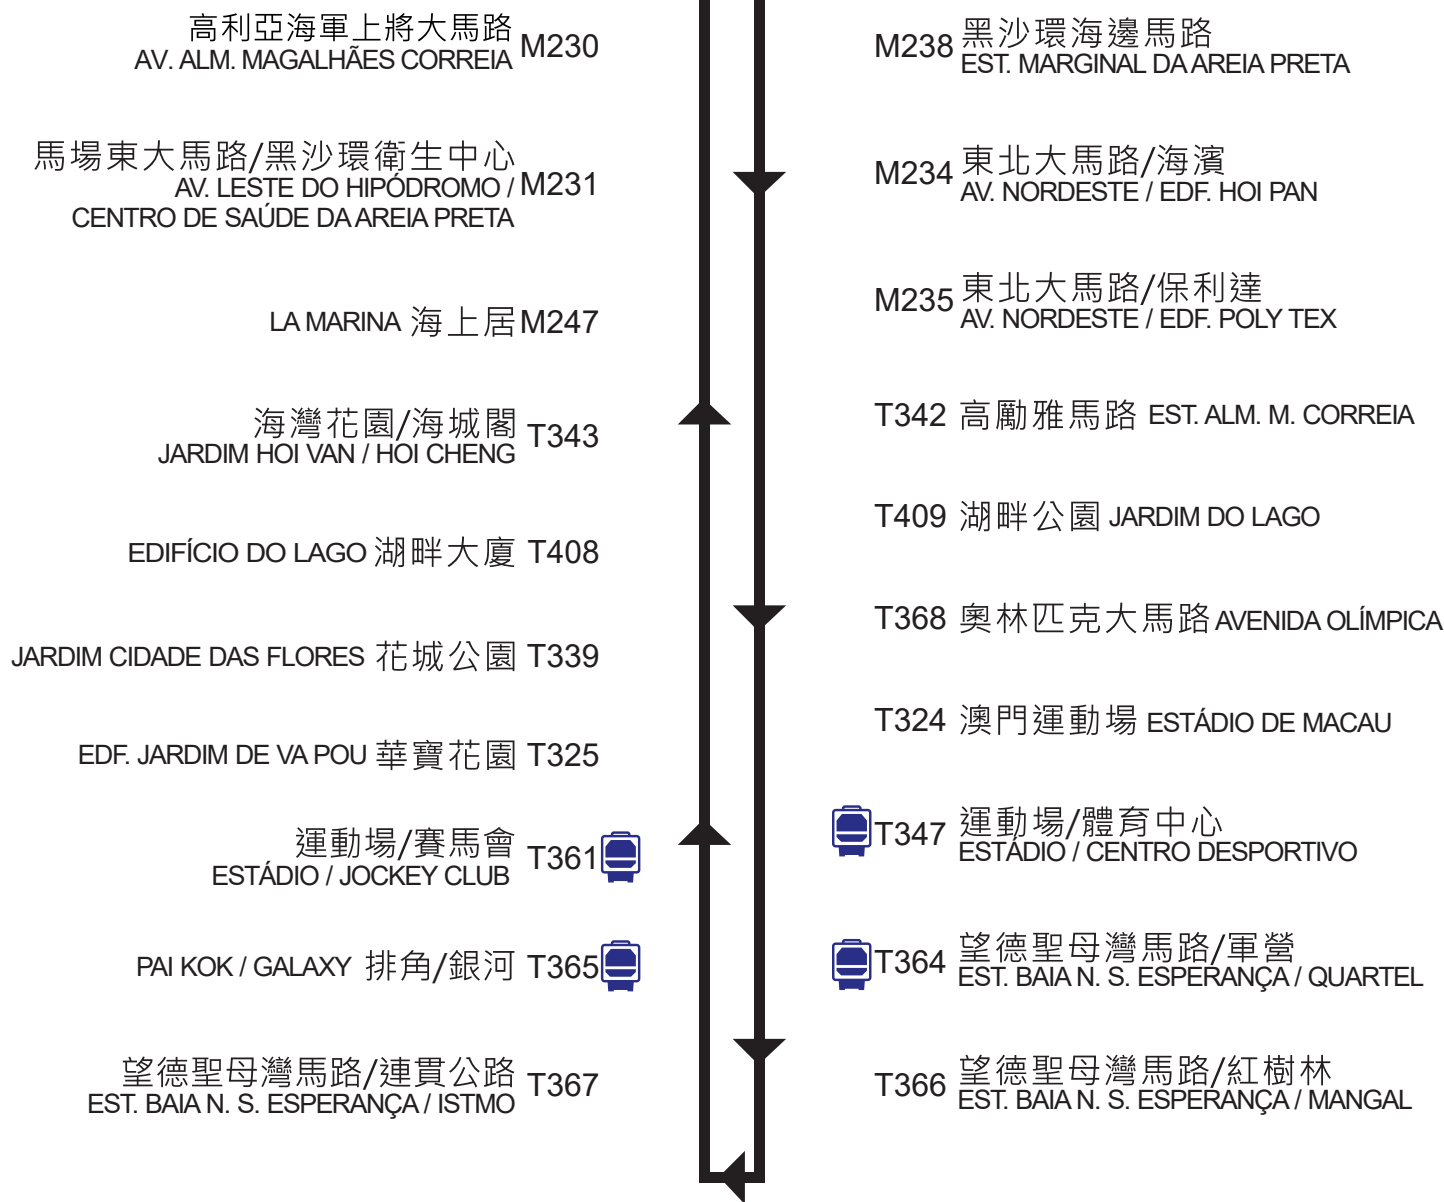 高利亞海軍上將大馬路
AV. ALM. MAGALHÃES CORREIA M230
馬場東大馬路/黑沙環衛生中心
AV. LESTE DO HIPÓDROMO / M231
CENTRO DE SAÚDE DA AREIA PRETA
LA MARINA 海上居 M247
海灣花園/海城閣 T343
JARDIM HOI VAN / HOI CHENG
EDIFÍCIO DO LAGO 湖畔大廈 T408
JARDIM CIDADE DAS FLORES 花城公園 T339
EDF. JARDIM DE VA POU 華寶花園 T325
運動場/賽馬會 T361
ESTÁDIO / JOCKEY CLUB
PAI KOK / GALAXY 排角/銀河 T365
望德聖母灣馬路/連貫公路 T367
EST. BAIA N. S. ESPERANÇA / ISTMO
M238 黑沙環海邊馬路
EST. MARGINAL DA AREIA PRETA
M234 東北大馬路/海濱
AV. NORDESTE / EDF. HOI PAN
M235 東北大馬路/保利達
AV. NORDESTE / EDF. POLY TEX
T342 高勵雅馬路 EST. ALM. M. CORREIA
T409 湖畔公園 JARDIM DO LAGO
T368 奧林匹克大馬路 AVENIDA OLÍMPICA
T324 澳門運動場 ESTÁDIO DE MACAU
T347 運動場/體育中心
ESTÁDIO / CENTRO DESPORTIVO
T364 望德聖母灣馬路/軍營
EST. BAIA N. S. ESPERANÇA / QUARTEL
T366 望德聖母灣馬路/紅樹林
EST. BAIA N. S. ESPERANÇA / MANGAL